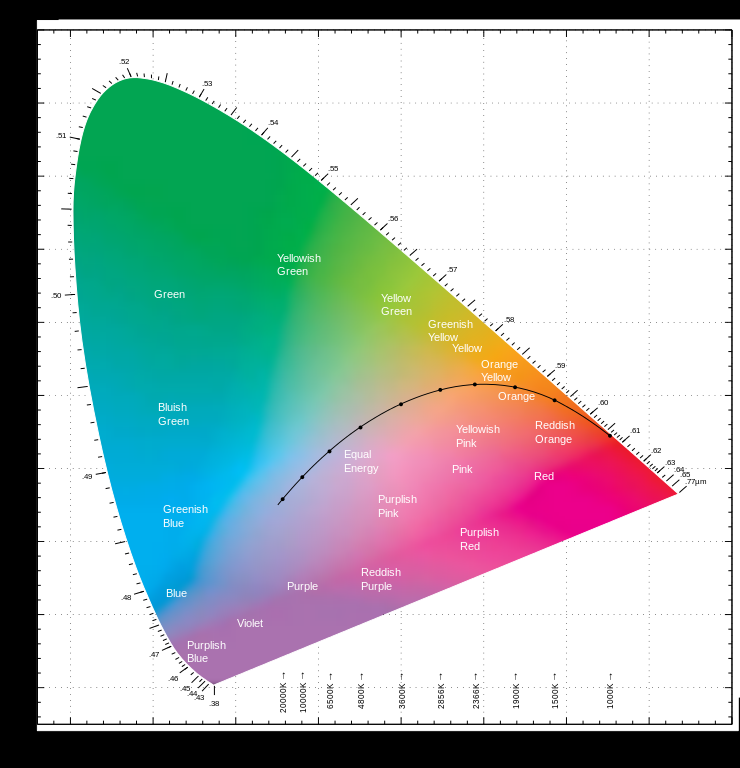 .52
.53
.54
.51
.55
.56
Yellowish
Green
.57
Green
.50
Yellow
Green
Greenish
Yellow
.58
Yellow
Orange
Yellow
.59
Orange
Bluish
Green
.60
Yellowish
Pink
Reddish
Orange
.61
Equal
Energy
.62
Pink
.63
.64
.49
Red
.65
.77µm
Purplish
Pink
Greenish
Blue
Purplish
Red
Reddish
Purple
Purple
Blue
.48
Violet
Purplish
Blue
.47
.46
.45
.44
.43
.38
20000K →
10000K →
6500K →
4800K →
3600K →
2856K →
2366K →
1900K →
1500K →
1000K →